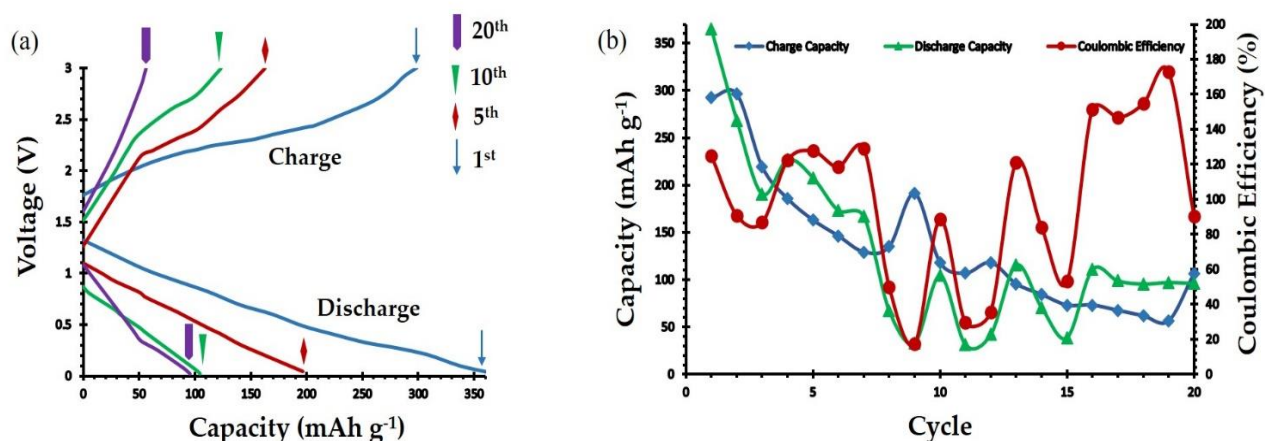 (a)
20th
10th
5th
1st
Charge
Discharge
Voltage (V)
3
2.5
2
1.5
1
0.5
0
0 50 100 150 200 250 300 350
Capacity (mAh g-1)
(b)
Charge Capacity Discharge Capacity Coulombic Efficiency
Capacity (mAh g-1)
350
300
250
200
150
100
50
0
0 5 10 15 20
Cycle
200
180
160
140
120
100
80
60
40
20
0
Coulombic Efficiency (%)